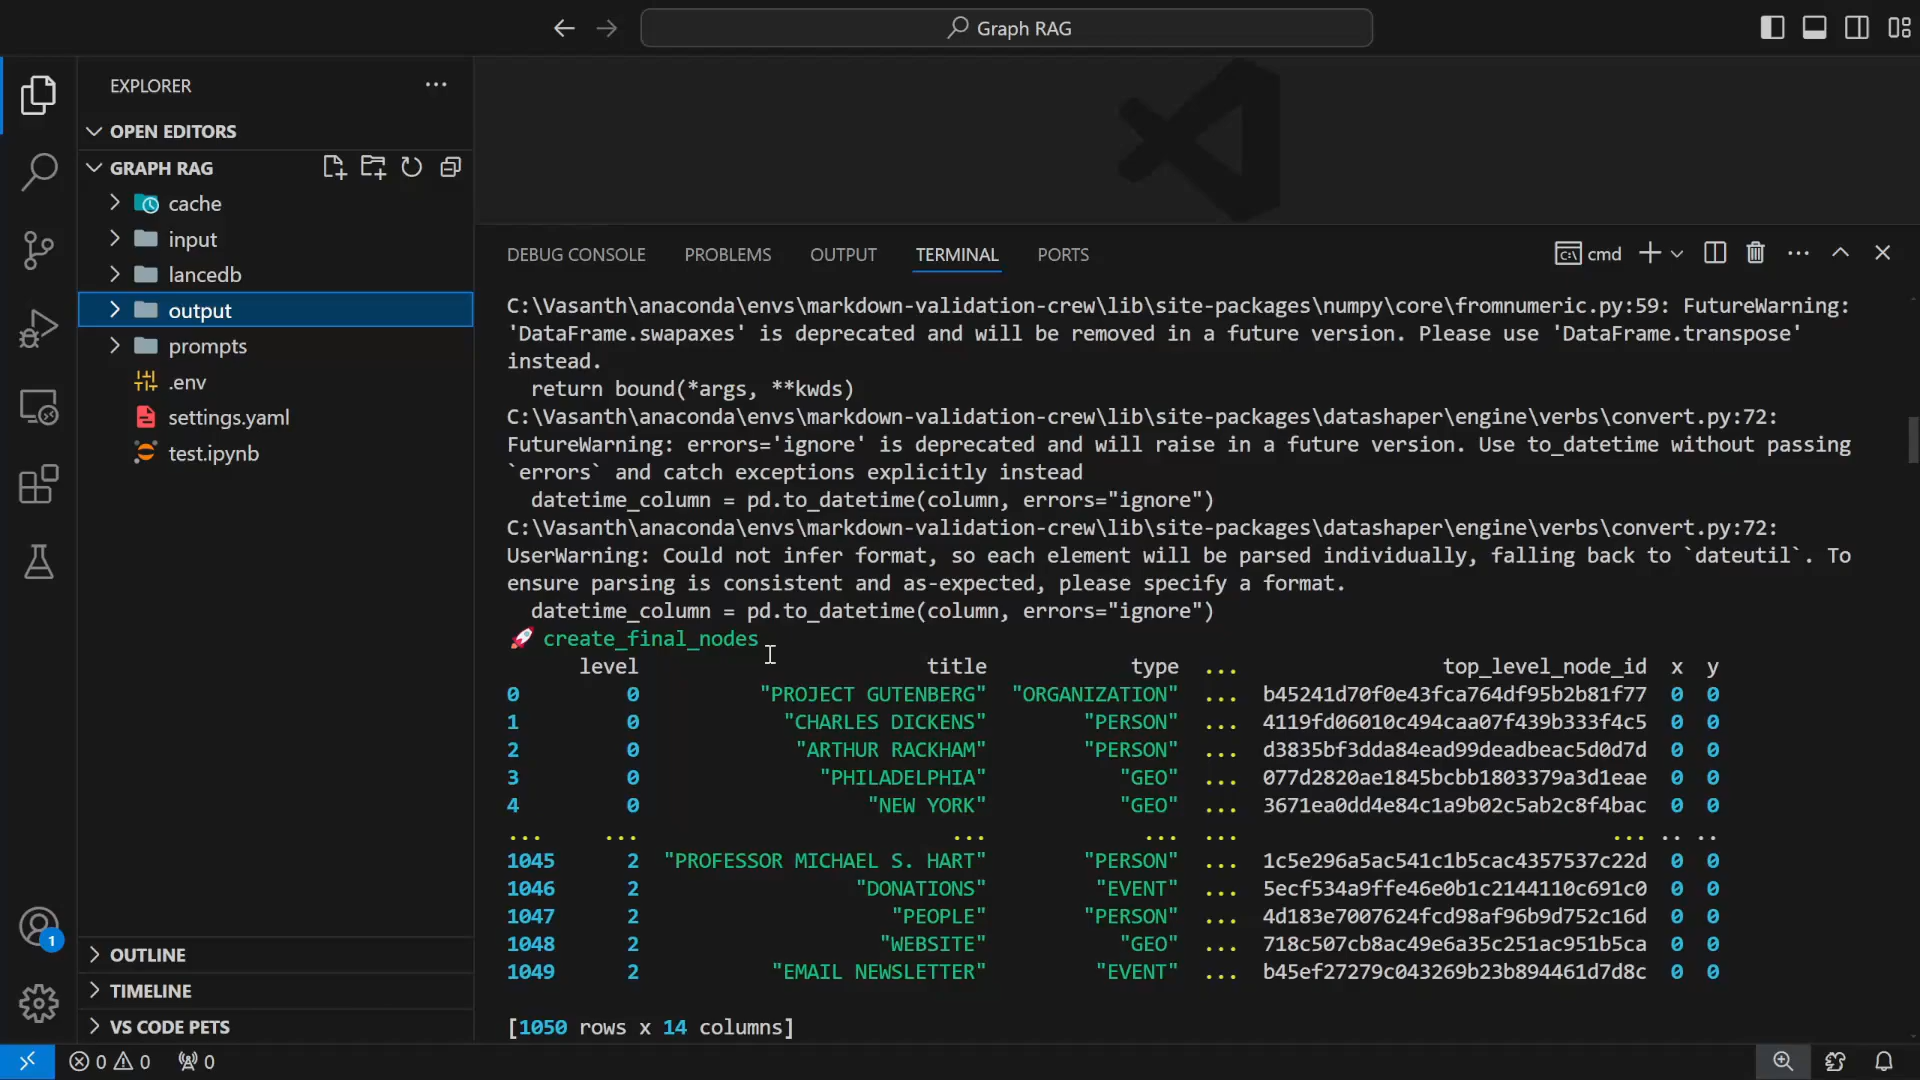 Graph RAG
EXPLORER
OPEN EDITORS
GRAPH RAG
cache
input
lancedb
output
prompts
.env
settings.yaml
test.ipynb
OUTLINE
TIMELINE
VS CODE PETS
DEBUG CONSOLE PROBLEMS OUTPUT TERMINAL PORTS cmd
C:\Vasanth\anaconda\envs\markdown-validation-crew\lib\site-packages\numpy\core\fromnumeric.py:59: FutureWarning:
'DataFrame.swapaxes' is deprecated and will be removed in a future version. Please use 'DataFrame.transpose'
instead.
return bound(*args, **kwds)
C:\Vasanth\anaconda\envs\markdown-validation-crew\lib\site-packages\datashaper\engine\verbs\convert.py:72:
FutureWarning: errors='ignore' is deprecated and will raise in a future version. Use to_datetime without passing
`errors` and catch exceptions explicitly instead
datetime_column = pd.to_datetime(column, errors="ignore")
C:\Vasanth\anaconda\envs\markdown-validation-crew\lib\site-packages\datashaper\engine\verbs\convert.py:72:
UserWarning: Could not infer format, so each element will be parsed individually, falling back to `dateutil`. To
ensure parsing is consistent and as-expected, please specify a format.
datetime_column = pd.to_datetime(column, errors="ignore")
🚀 create_final_nodes
level title type ... top_level_node_id x y
0 0 "PROJECT GUTENBERG" "ORGANIZATION" ... b45241d70f0e43fca764df95b2b81f77 0 0
1 0 "CHARLES DICKENS" "PERSON" ... 4119fd06010c494caa07f439b333f4c5 0 0
2 0 "ARTHUR RACKHAM" "PERSON" ... d3835bf3dda84ead99deadbeac5d0d7d 0 0
3 0 "PHILADELPHIA" "GEO" ... 077d2820ae1845bcbb1803379a3d1eae 0 0
4 0 "NEW YORK" "GEO" ... 3671ea0dd4e84c1a9b02c5ab2c8f4bac 0 0
... ... ... ... ... ... .. ..
1045 2 "PROFESSOR MICHAEL S. HART" "PERSON" ... 1c5e296a5ac541c1b5cac4357537c22d 0 0
1046 2 "DONATIONS" "EVENT" ... 5ecf534a9ffe46e0b1c2144110c691c0 0 0
1047 2 "PEOPLE" "PERSON" ... 4d183e7007624fcd98af96b9d752c16d 0 0
1048 2 "WEBSITE" "GEO" ... 718c507cb8ac49e6a35c251ac951b5ca 0 0
1049 2 "EMAIL NEWSLETTER" "EVENT" ... b45ef27279c043269b23b894461d7d8c 0 0
[1050 rows x 14 columns]
1
0 0 0